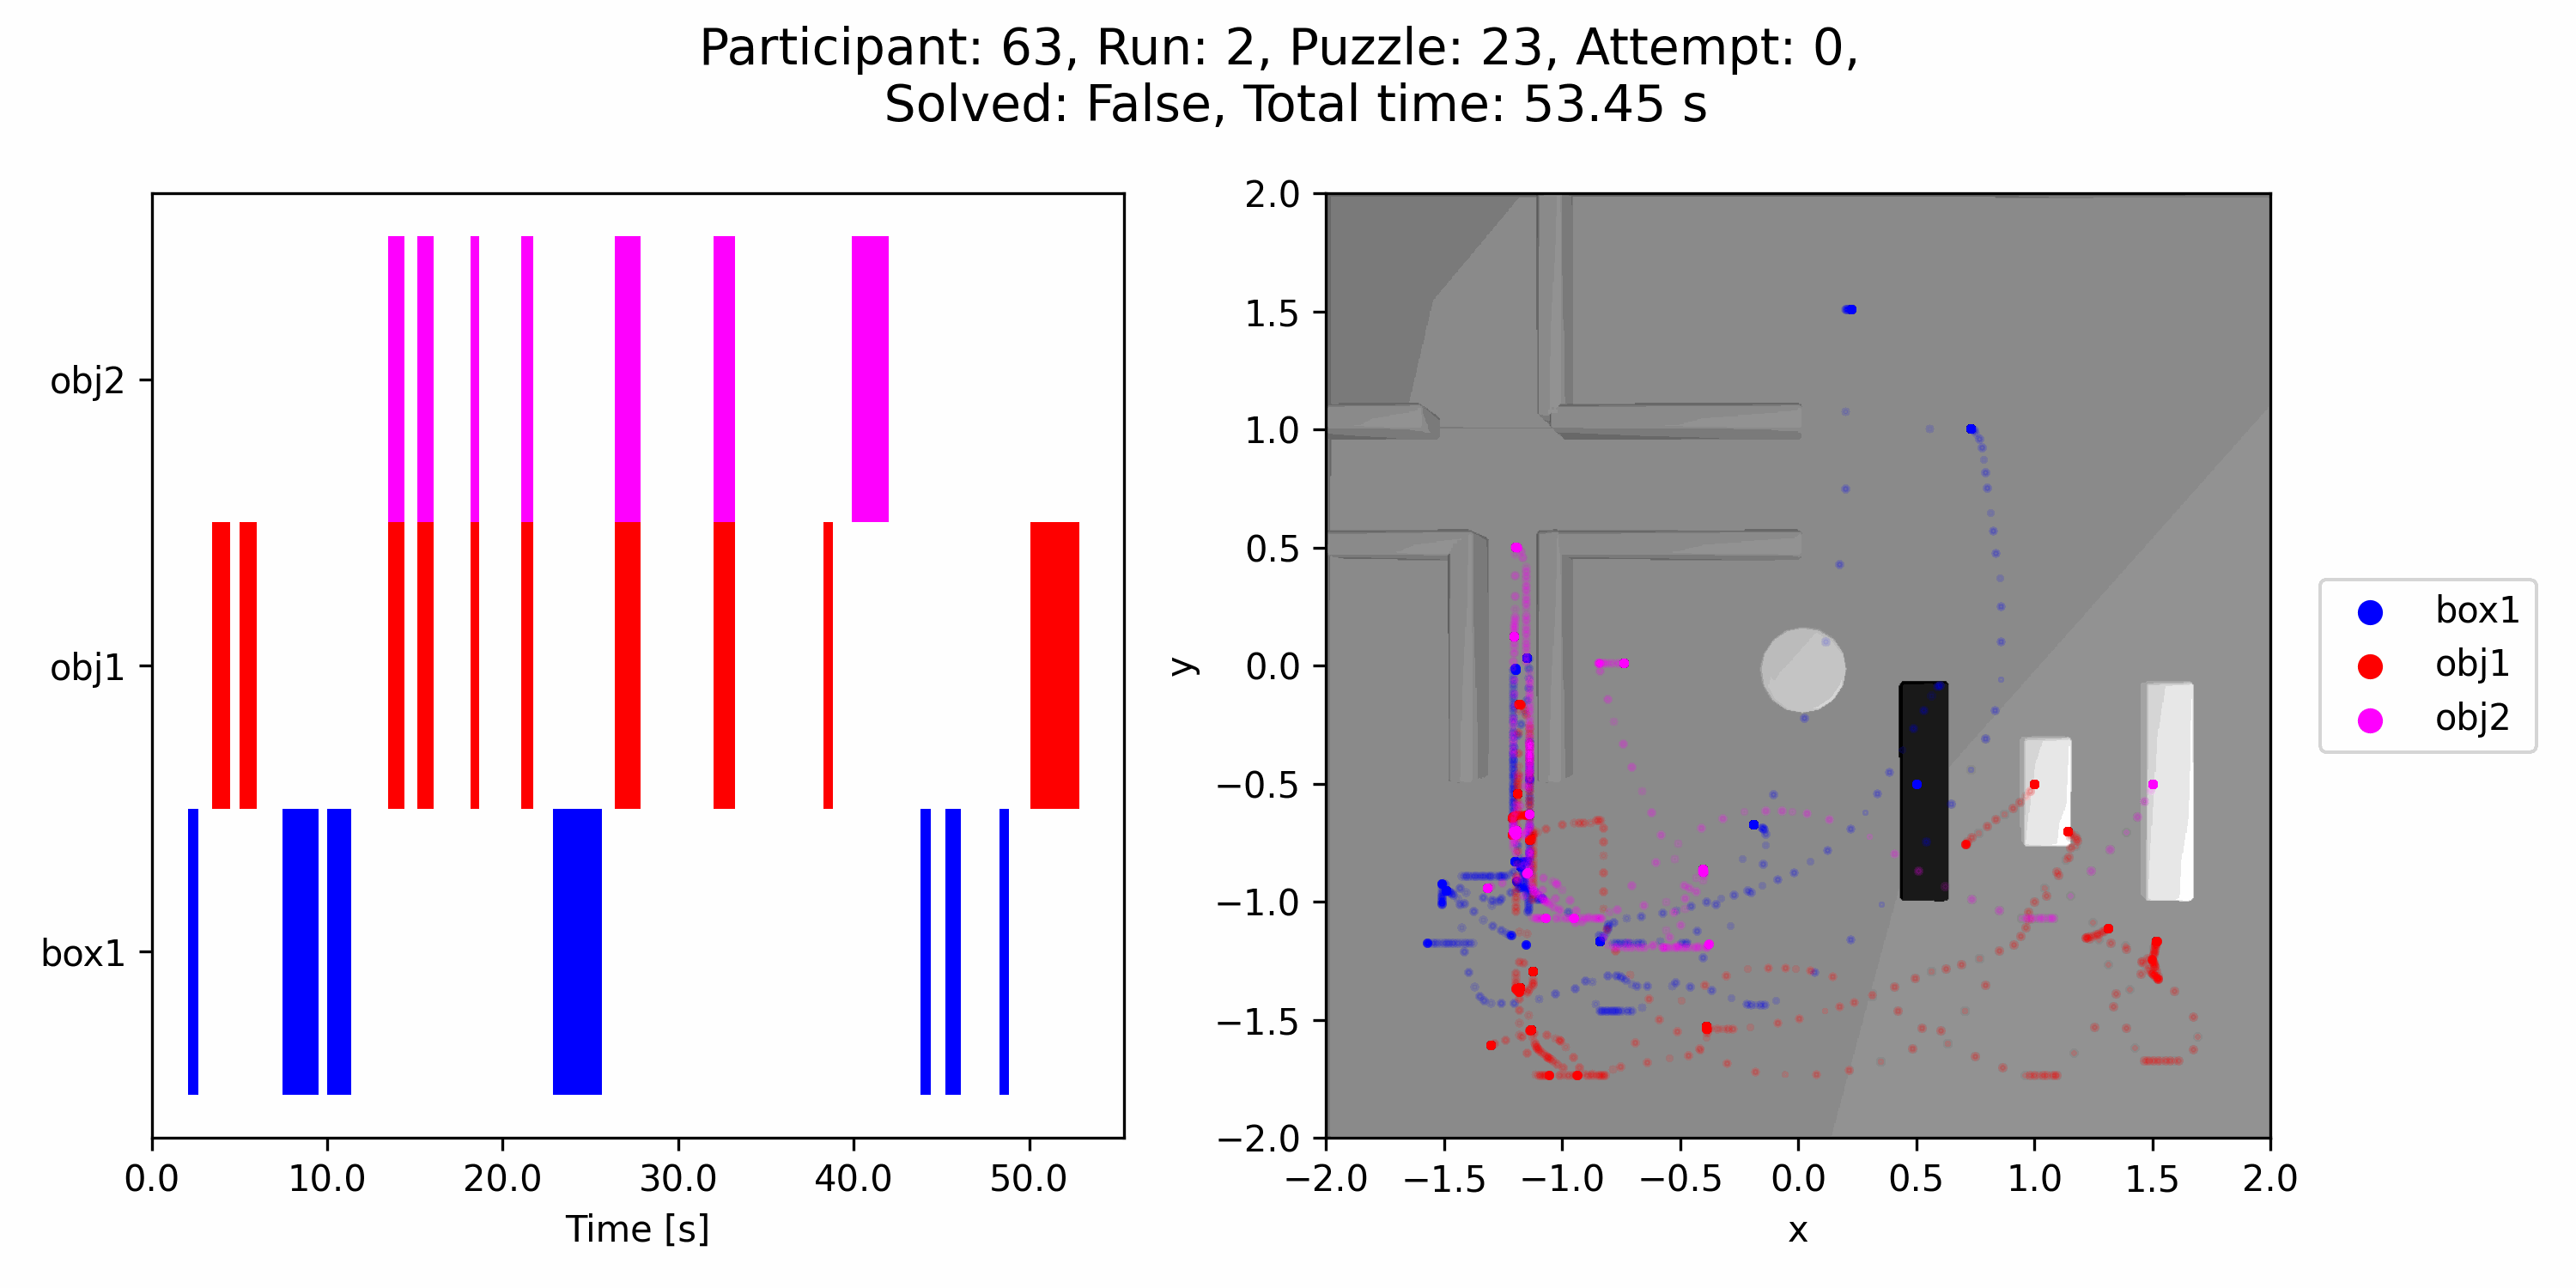 Participant: 63, Run: 2, Puzzle: 23, Attempt: 0,
Solved: False, Total time: 53.45 s
obj2
obj1
box1
0.0 10.0 20.0 30.0 40.0 50.0
Time [s]
2.0
1.5
1.0
0.5
0.0
−0.5
−1.0
−1.5
−2.0
y
−2.0 −1.5 −1.0 −0.5 0.0 0.5 1.0 1.5 2.0
x
box1
obj1
obj2